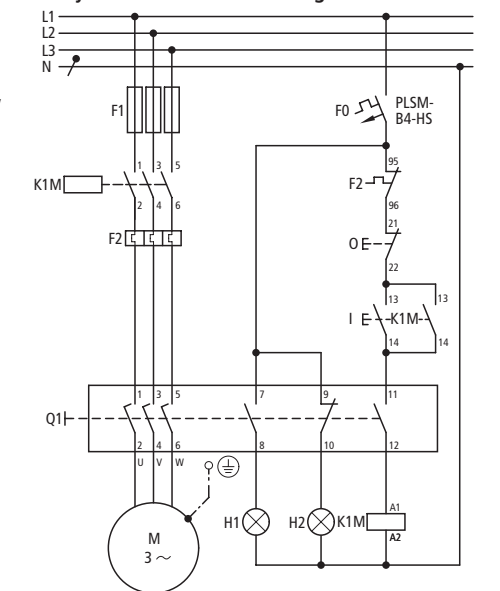 L1
L2
L3
N
F1
F0
PLSM-
B4-HS
95
F2
96
1 3 5
K1M
2 4 6
21
O E
22
F2
13 13
I E K1M
14 14
1 3 5 7 9 11
Q1
2 4 6 8 10 12
U V W
H1 H2 K1M A1
A2
M
3 ~